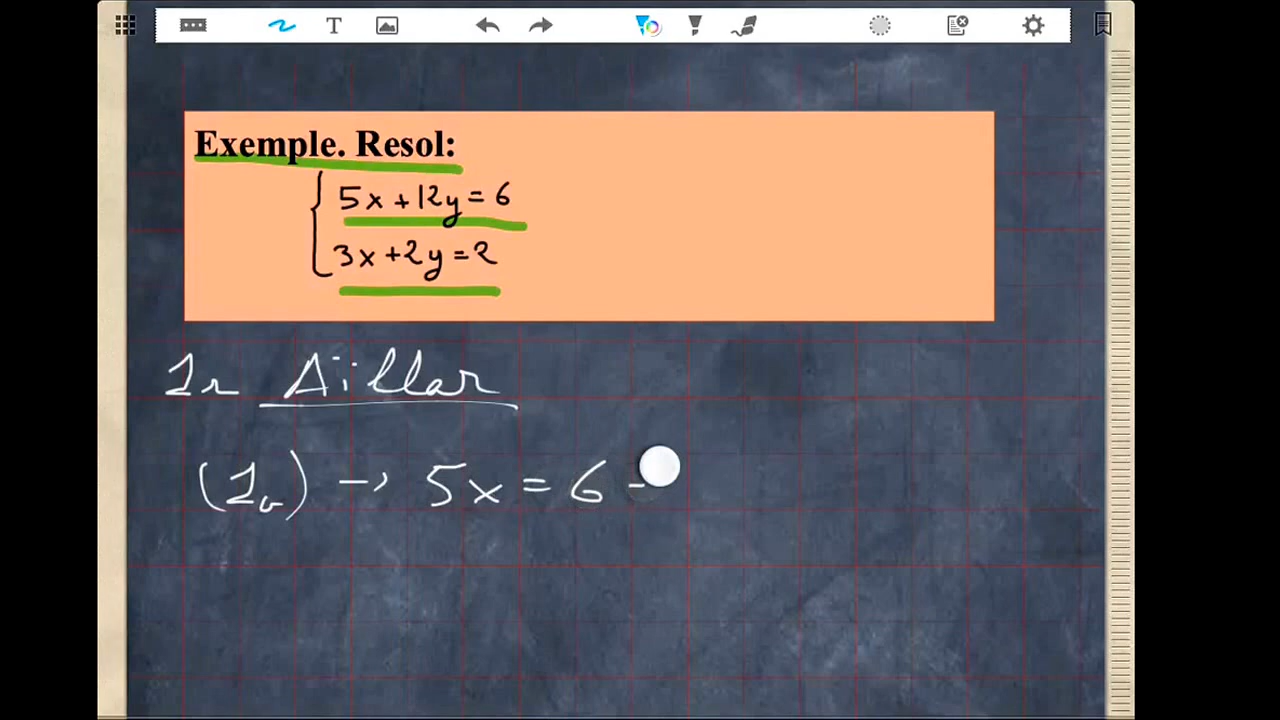 Exemple. Resol:
5x + 12y = 6
3x + 2y = 2
1r Aïllar
(1a) → 5x = 6 -